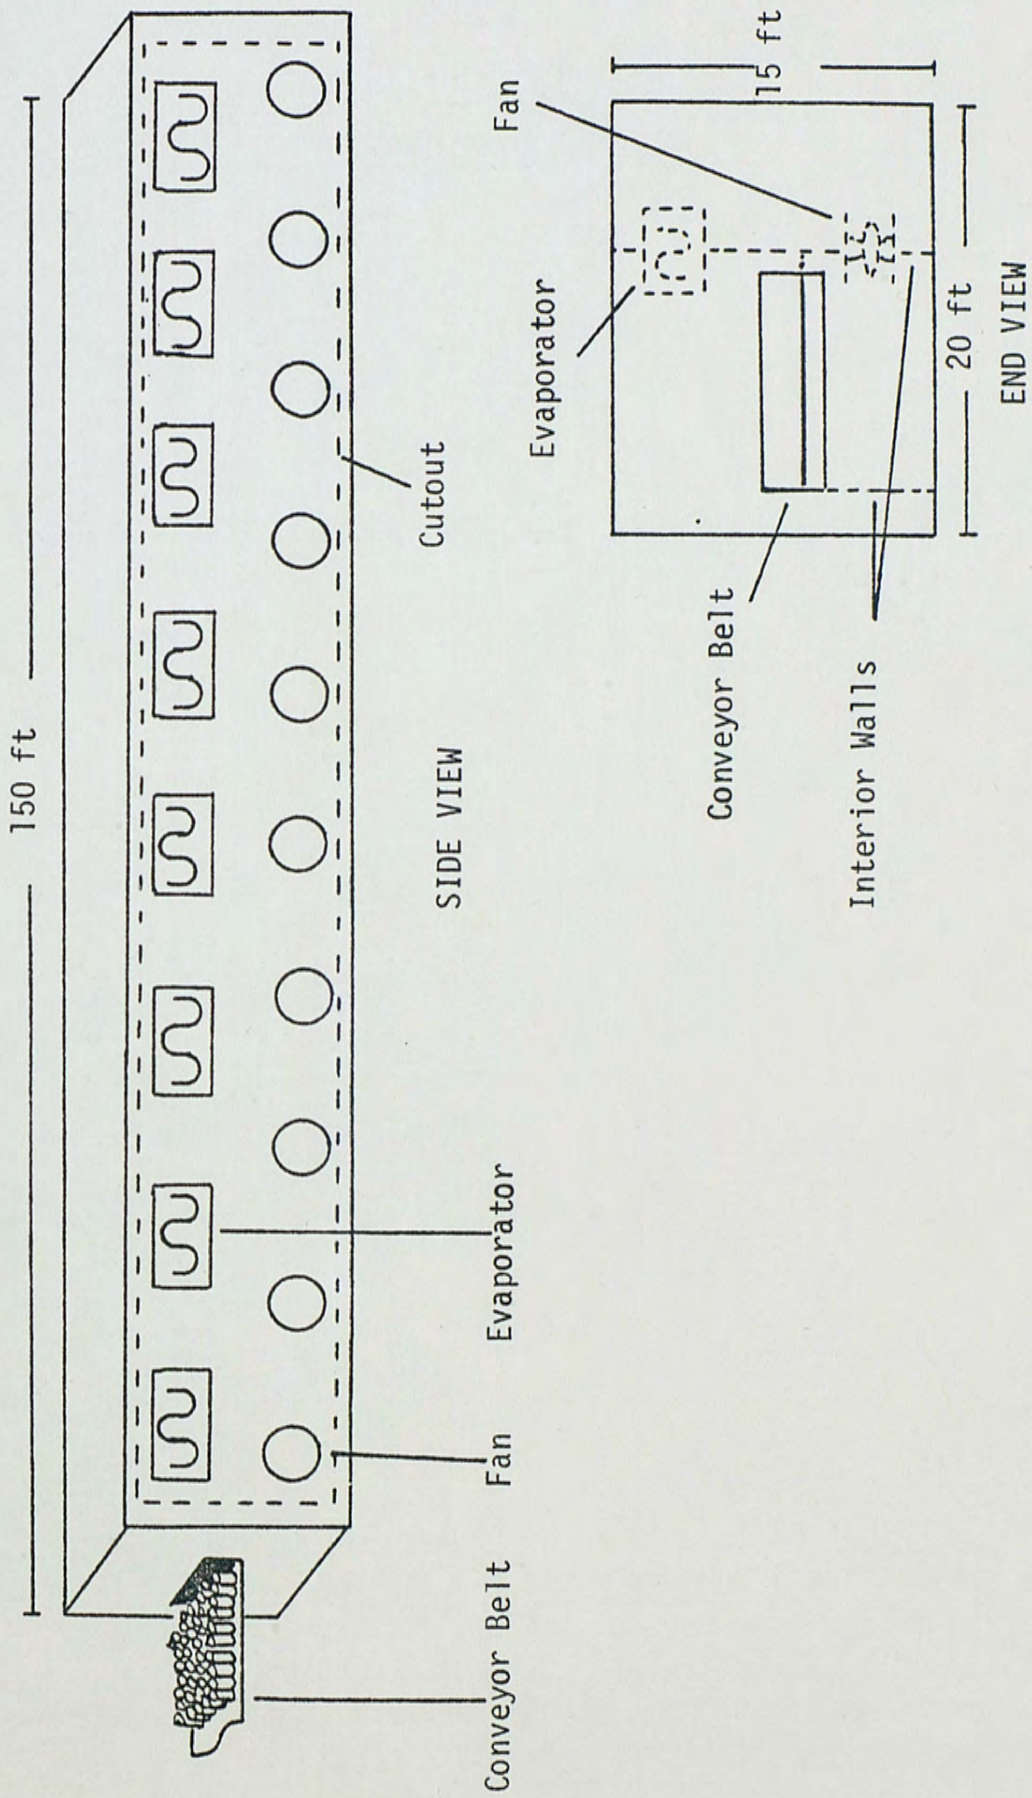 150 ft
Conveyor Belt
Fan
Evaporator
Cutout
SIDE VIEW
Evaporator
Fan
Conveyor Belt
Interior Walls
15 ft
20 ft
END VIEW